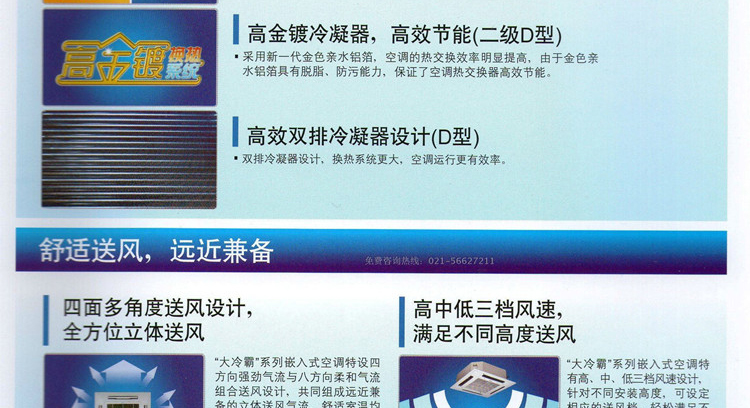 高金镀冷凝器，高效节能(二级D型)
高金镀换热系统
▪ 采用新一代金色亲水铝箔，空调的热交换效率明显提高，由于金色亲
水铝箔具有脱脂、防污能力，保证了空调热交换器高效节能。
高效双排冷凝器设计(D型)
▪ 双排冷凝器设计，换热系统更大，空调运行更有效率。
舒适送风，远近兼备
免费咨询热线：021-56627211
四面多角度送风设计，
全方位立体送风
“大冷霸”系列嵌入式空调特设四
方向强劲气流与八方向柔和气流
组合送风设计，共同组成远近兼
备的立体送风气流，舒适室温均
高中低三档风速，
满足不同高度送风
“大冷霸”系列嵌入式空调特
有高、中、低三档风速设计，
针对不同安装高度，可设定
相应的送风档，轻松满足不